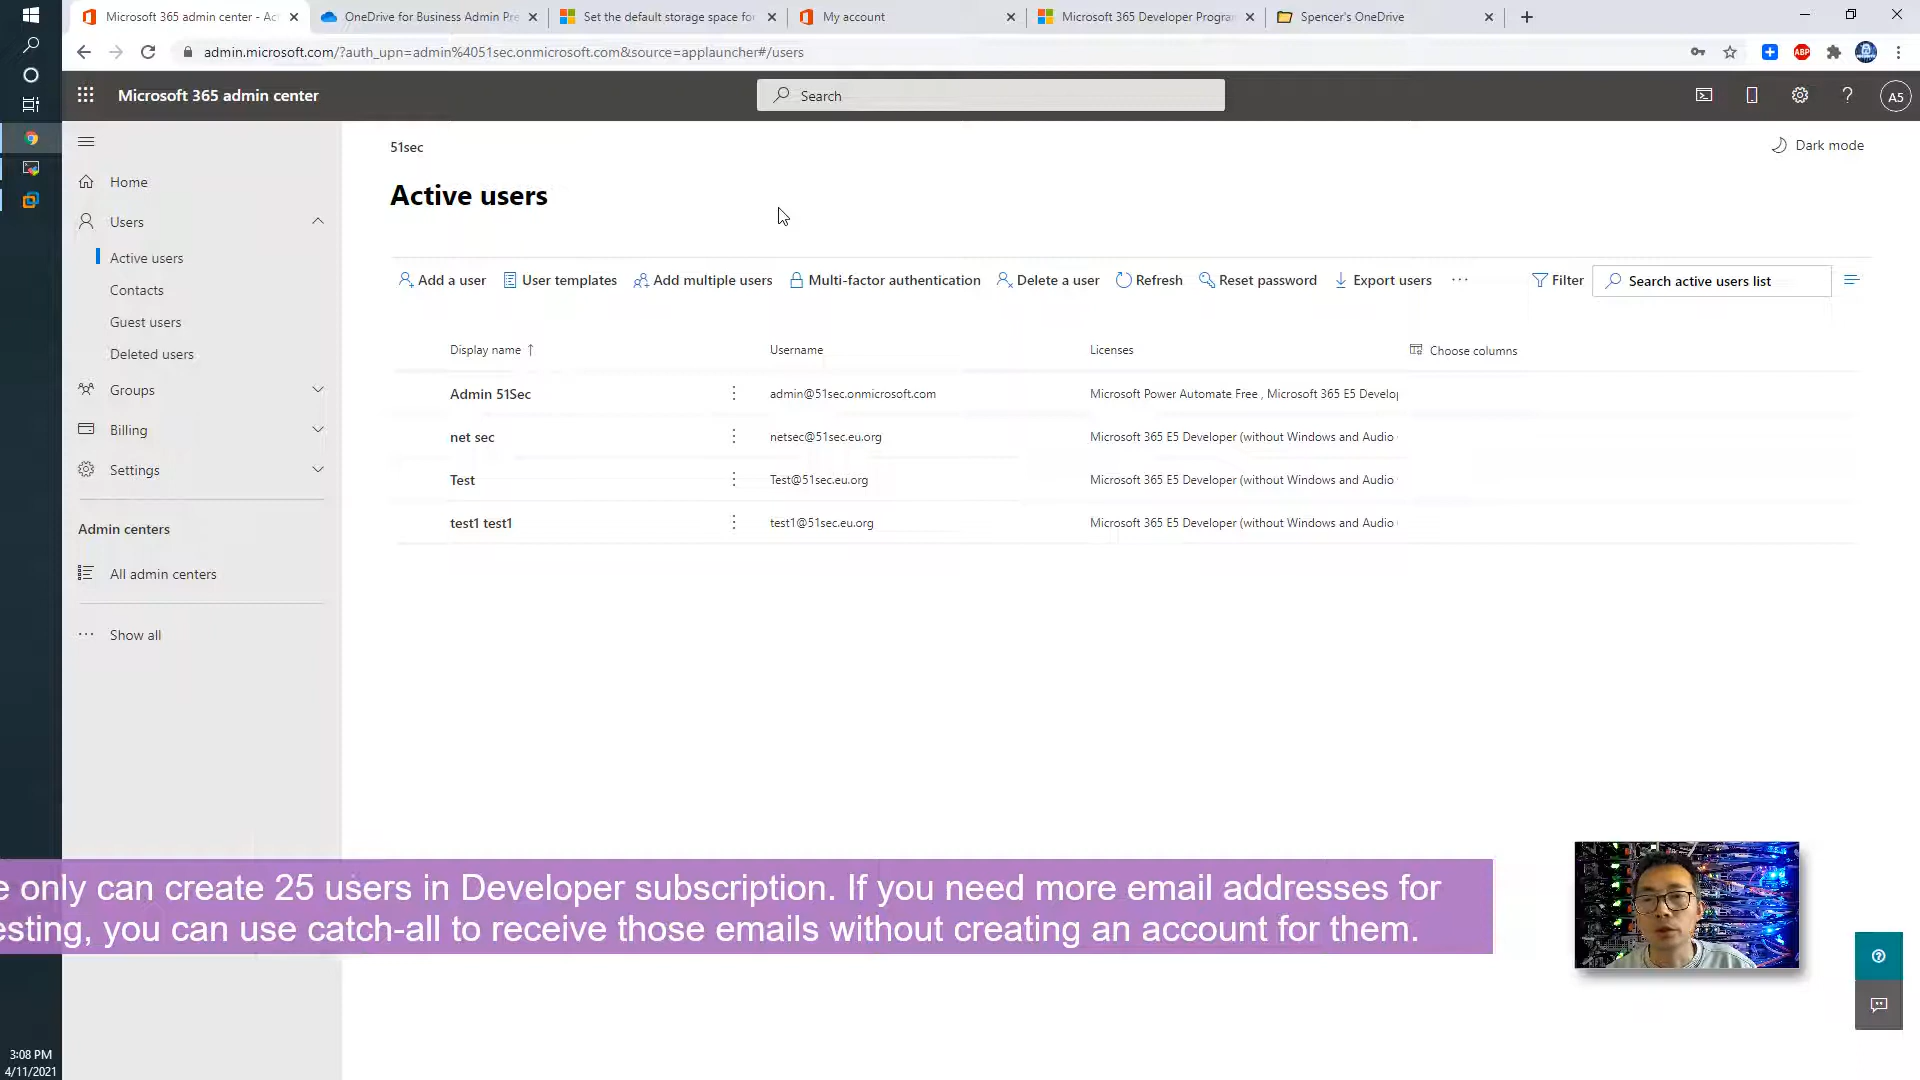 Microsoft 365 admin center - Ac
OneDrive for Business Admin Pre
Set the default storage space fo
My account
Microsoft 365 Developer Program
Spencer's OneDrive
admin.microsoft.com/?auth_upn=admin%4051sec.onmicrosoft.com&source=applauncher#/users
ABP
Microsoft 365 admin center
Search
A5
51sec
Dark mode
Home
Active users
Users
Active users
Contacts
Guest users
Deleted users
Groups
Billing
Settings
Admin centers
All admin centers
Show all
Add a user
User templates
Add multiple users
Multi-factor authentication
Delete a user
Refresh
Reset password
Export users
Filter
Search active users list
Display name
Username
Licenses
Choose columns
Admin 51Sec
admin@51sec.onmicrosoft.com
Microsoft Power Automate Free , Microsoft 365 E5 Develop
net sec
netsec@51sec.eu.org
Microsoft 365 E5 Developer (without Windows and Audio
Test
Test@51sec.eu.org
Microsoft 365 E5 Developer (without Windows and Audio
test1 test1
test1@51sec.eu.org
Microsoft 365 E5 Developer (without Windows and Audio
e only can create 25 users in Developer subscription. If you need more email addresses for
esting, you can use catch-all to receive those emails without creating an account for them.
3:08 PM
4/11/2021